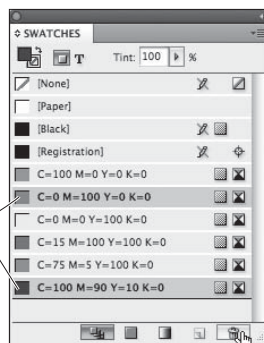 SWATCHES
T Tint: 100 %
[None]
[Paper]
[Black]
[Registration]
C=100 M=0 Y=0 K=0
C=0 M=100 Y=0 K=0
C=0 M=0 Y=100 K=0
C=15 M=100 Y=100 K=0
C=75 M=5 Y=100 K=0
C=100 M=90 Y=10 K=0